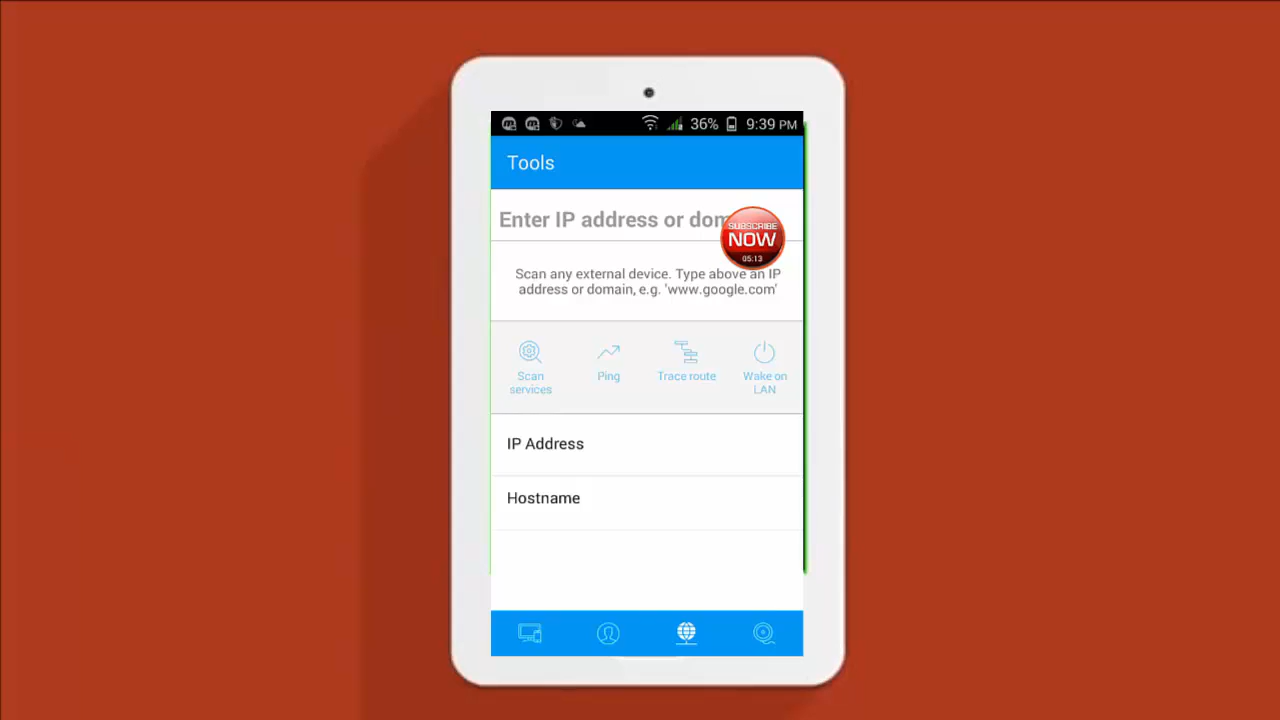 36% 9:39 PM
Tools
Enter IP address or dom
SUBSCRIBE
NOW
05:13
Scan any external device. Type above an IP
address or domain, e.g. 'www.google.com'
Scan
services
Ping
Trace route
Wake on
LAN
IP Address
Hostname